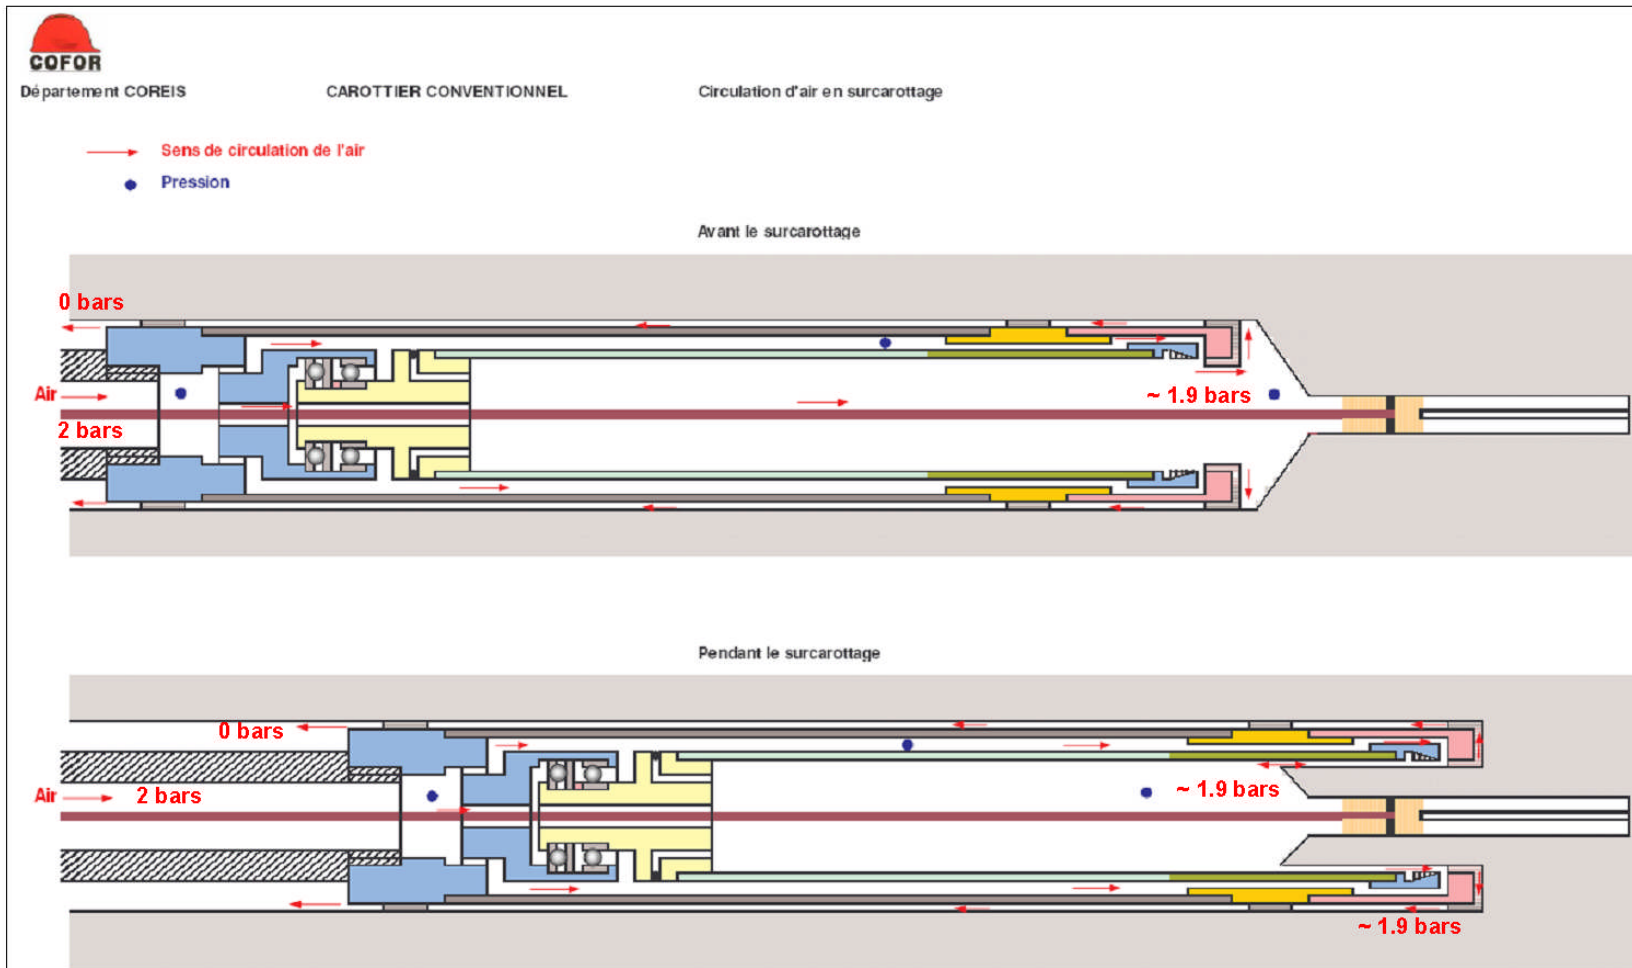 COFOR
Département COREIS CAROTTIER CONVENTIONNEL Circulation d'air en surcarottage
Sens de circulation de l'air
Pression
Avant le surcarottage
0 bars
Air
~ 1.9 bars
2 bars
Pendant le surcarottage
0 bars
Air 2 bars
~ 1.9 bars
~ 1.9 bars